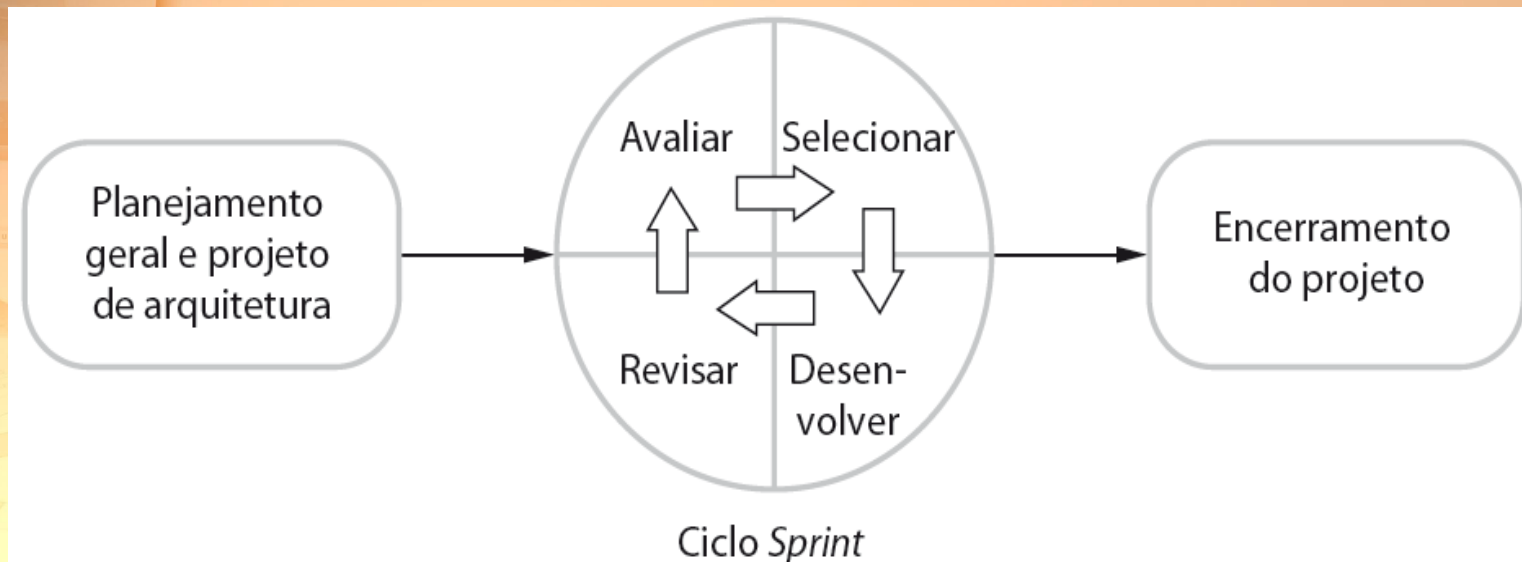 Planejamento
geral e projeto
de arquitetura
Avaliar
Selecionar
Revisar
Desen-
volver
Encerramento
do projeto
Ciclo Sprint